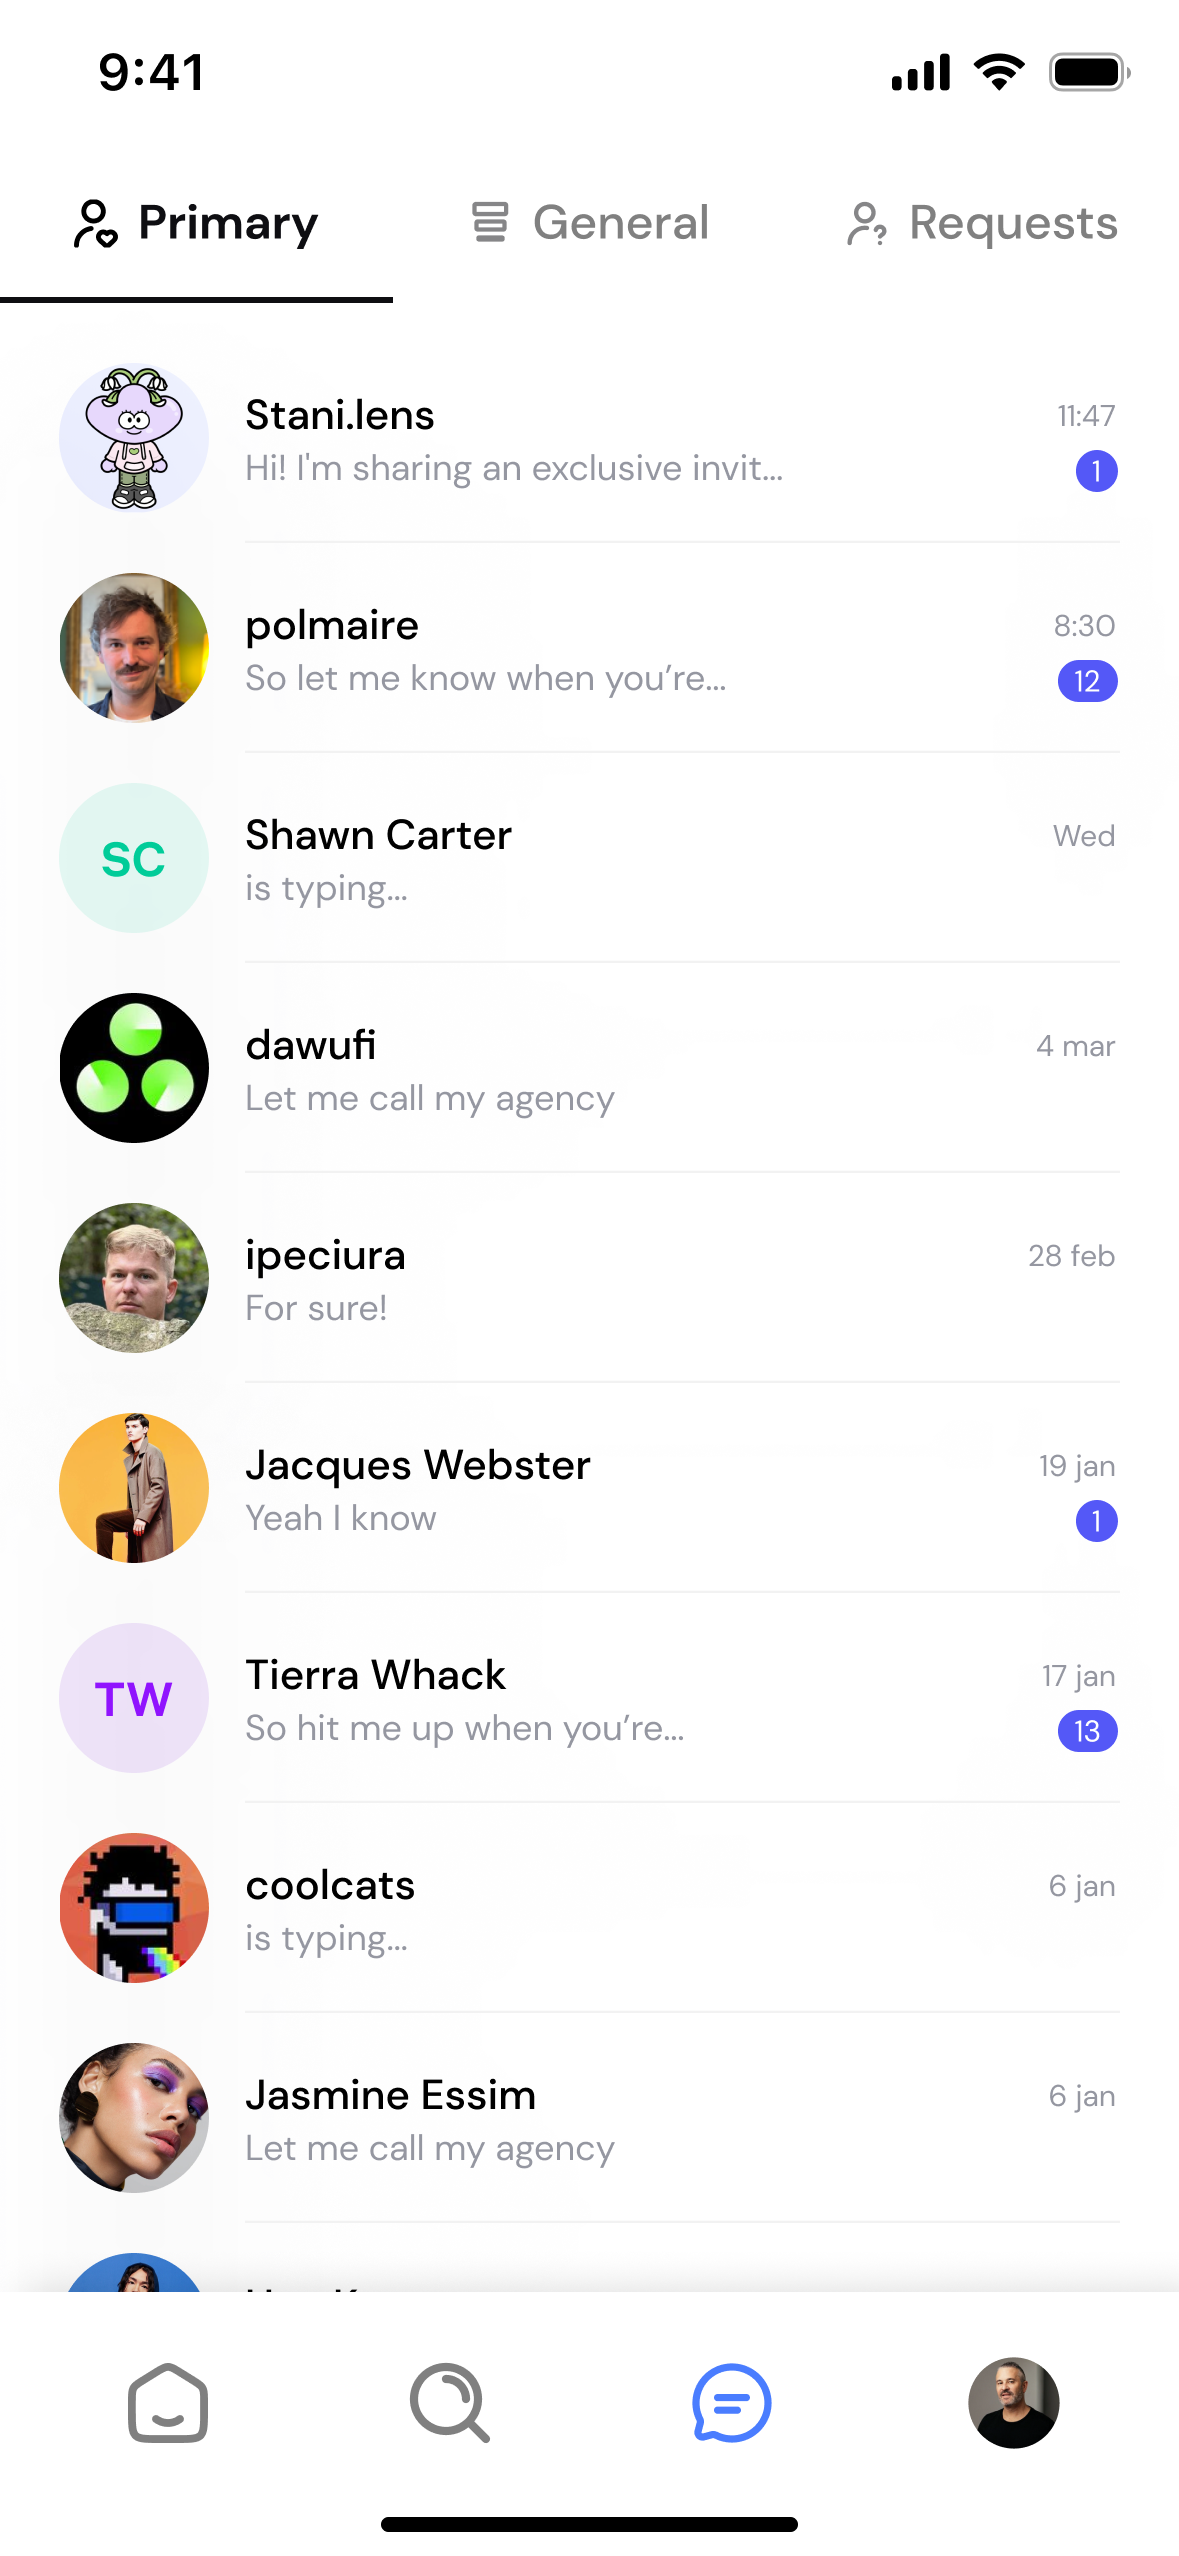 9:41
Primary General Requests
Stani.lens 11:47
Hi! I'm sharing an exclusive invit... 1
polmaire 8:30
So let me know when you’re... 12
SC Shawn Carter Wed
is typing...
dawufi 4 mar
Let me call my agency
ipeciura 28 feb
For sure!
Jacques Webster 19 jan
Yeah I know 1
TW Tierra Whack 17 jan
So hit me up when you’re... 13
coolcats 6 jan
is typing...
Jasmine Essim 6 jan
Let me call my agency